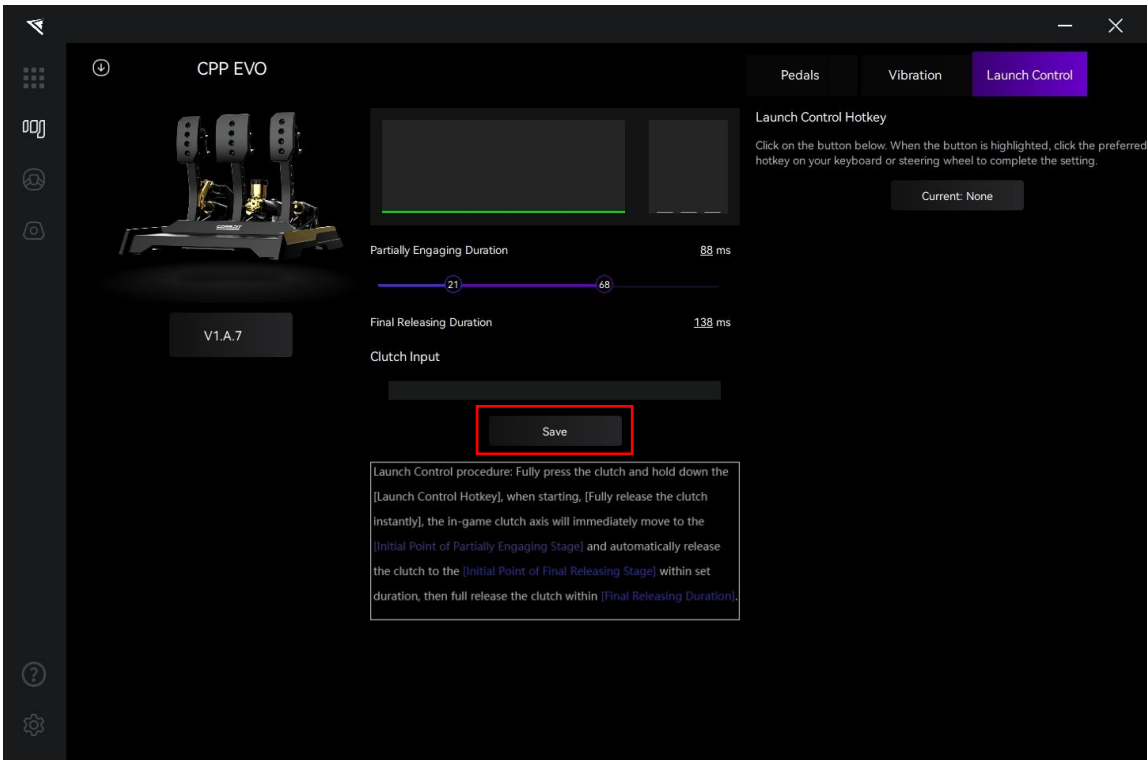 CPP EVO
Pedals
Vibration
Launch Control
Launch Control Hotkey
Click on the button below. When the button is highlighted, click the preferred
hotkey on your keyboard or steering wheel to complete the setting.
Current: None
Partially Engaging Duration
88 ms
21
68
Final Releasing Duration
138 ms
V1.A.7
Clutch Input
Save
Launch Control procedure: Fully press the clutch and hold down the
[Launch Control Hotkey], when starting, [Fully release the clutch
instantly], the in-game clutch axis will immediately move to the
[Initial Point of Partially Engaging Stage] and automatically release
the clutch to the [Initial Point of Final Releasing Stage] within set
duration, then full release the clutch within [Final Releasing Duration].